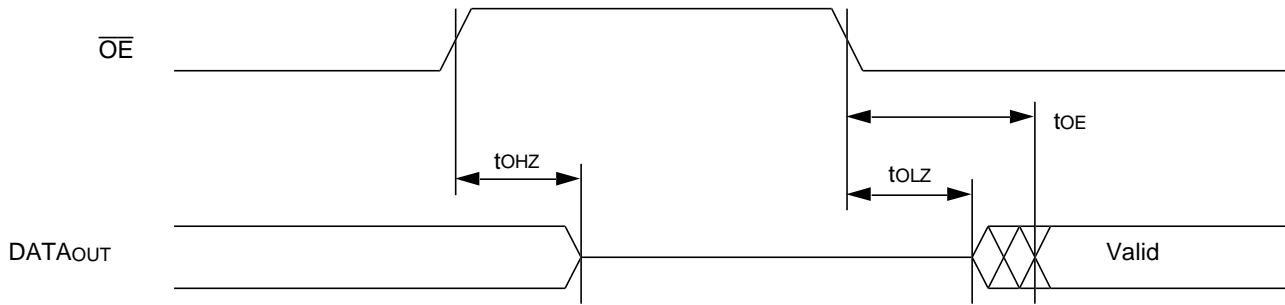 OE
tOE
tOHZ
tOLZ
DATAOUT
Valid